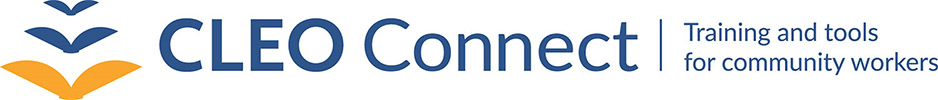 CLEO Connect
Training and tools
for community workers